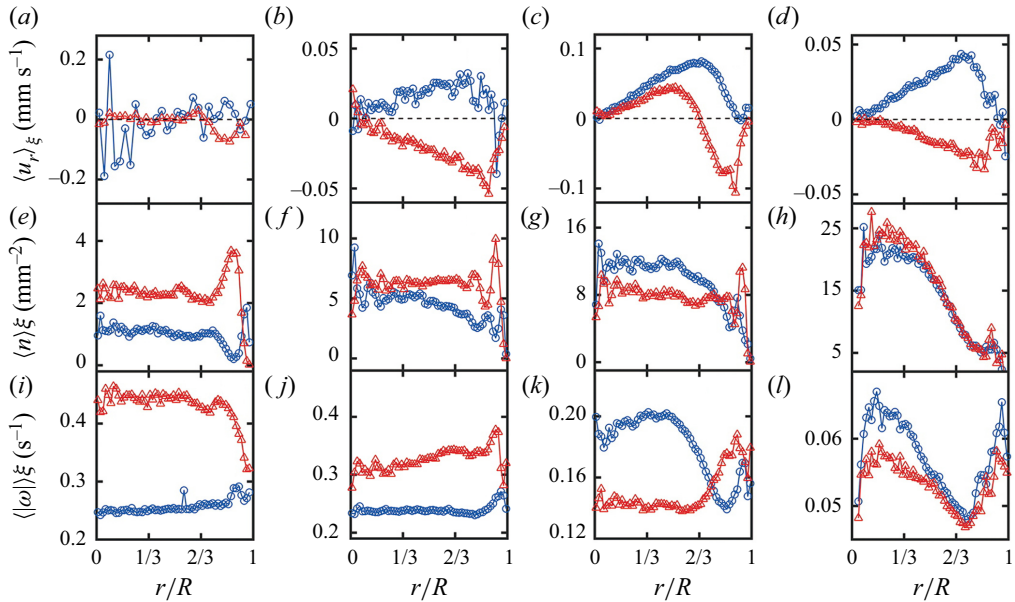 (a) (b) (c) (d)
0.2 0 −0.2 0.05 0 −0.05 0.1 0 −0.1 0.05 0 −0.05
⟨u_r⟩_ξ (mm s⁻¹)
(e) (f) (g) (h)
4 2 0 10 5 0 16 8 0 25 15 5
⟨n⟩ξ (mm⁻²)
(i) (j) (k) (l)
0.4 0.3 0.2 0.4 0.3 0.2 0.20 0.16 0.12 0.06 0.05
⟨|ω|⟩ξ (s⁻¹)
0 1/3 2/3 1 0 1/3 2/3 1 0 1/3 2/3 1 0 1/3 2/3 1
r/R r/R r/R r/R